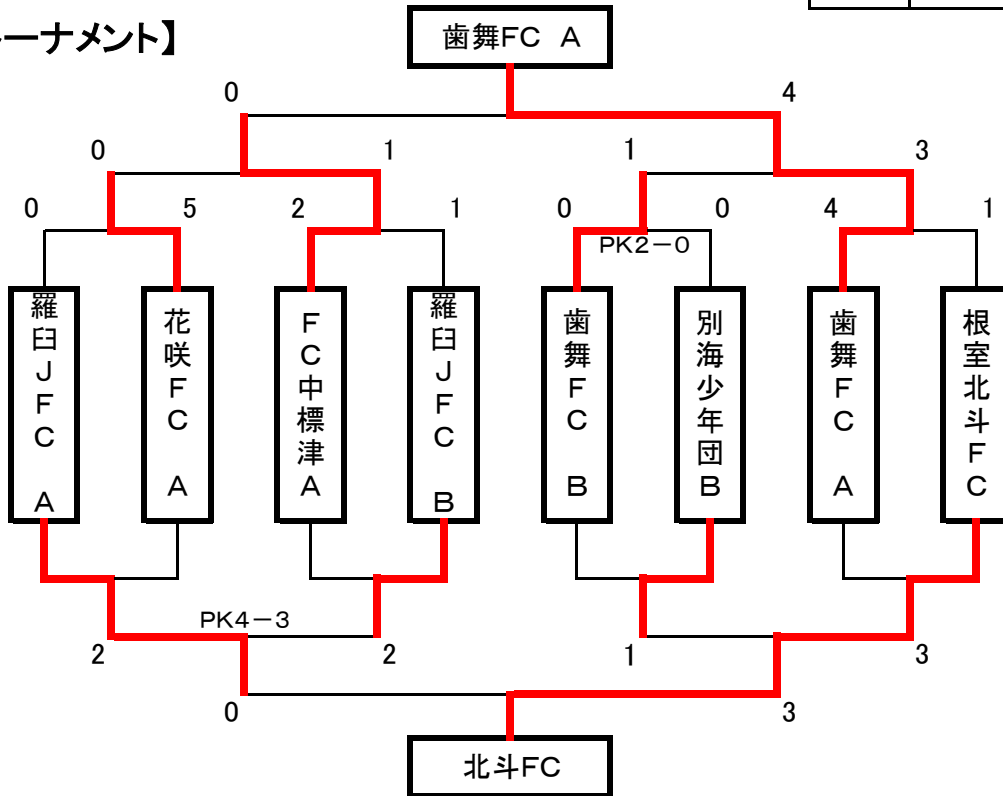 ーナメント】
歯舞FC A
0 4
0 1 1 3
0 5 2 1 0 0 4 1
PK2-0
羅臼JFC A
花咲FC A
FC中標津A
羅臼JFC B
歯舞FC B
別海少年団B
歯舞FC A
根室北斗FC
PK4-3
2 2 1 3
0 3
北斗FC